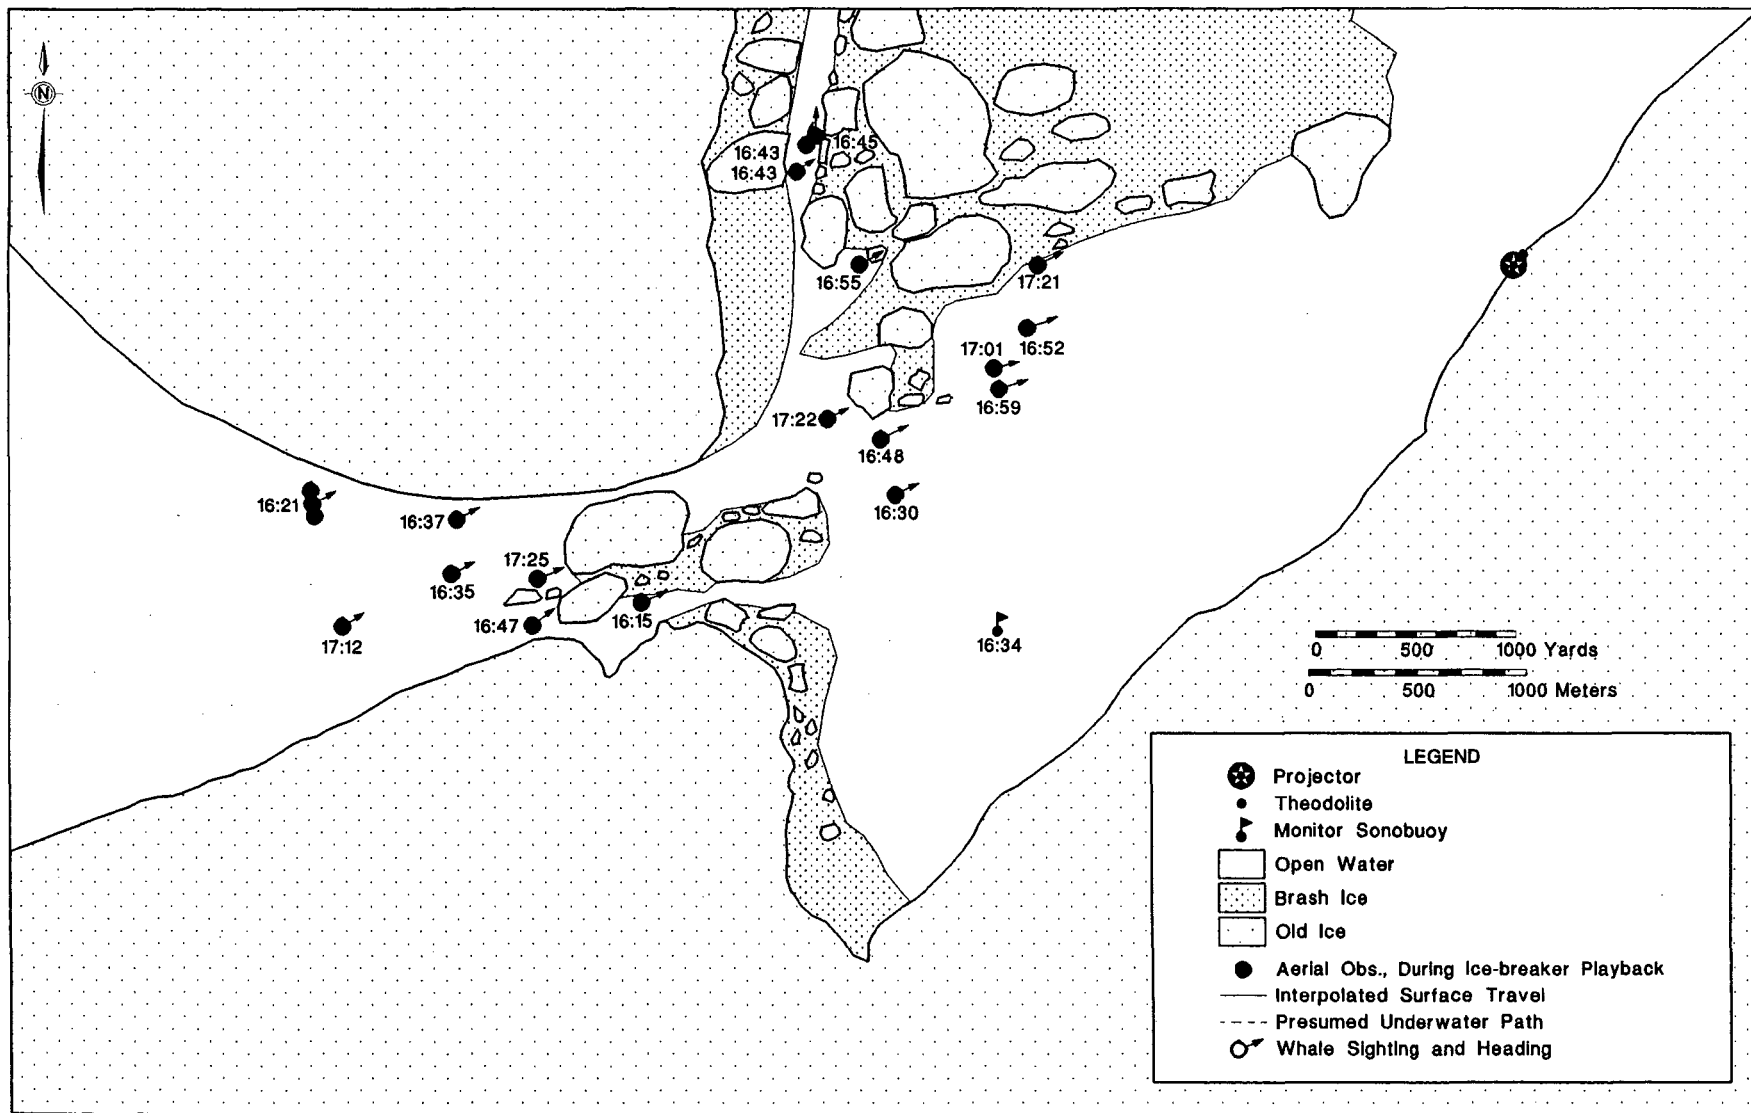 N
16:43
16:45
16:43
16:55
17:21
17:01
16:52
16:59
17:22
16:48
16:21
16:37
16:30
17:25
16:35
16:47
16:15
17:12
16:34
0 500 1000 Yards
0 500 1000 Meters
LEGEND
Projector
Theodolite
Monitor Sonobuoy
Open Water
Brash Ice
Old Ice
Aerial Obs., During Ice-breaker Playback
Interpolated Surface Travel
Presumed Underwater Path
Whale Sighting and Heading